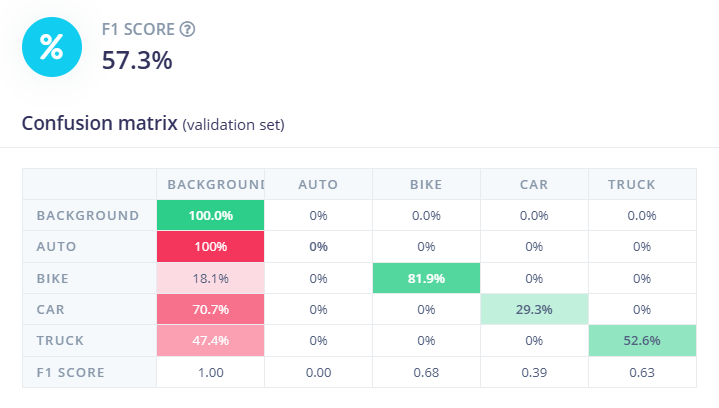 %
F1 SCORE ?
57.3%
Confusion matrix (validation set)
BACKGROUND AUTO BIKE CAR TRUCK
BACKGROUND 100.0% 0% 0.0% 0.0% 0.0%
AUTO 100% 0% 0% 0% 0%
BIKE 18.1% 0% 81.9% 0% 0%
CAR 70.7% 0% 0% 29.3% 0%
TRUCK 47.4% 0% 0% 0% 52.6%
F1 SCORE 1.00 0.00 0.68 0.39 0.63